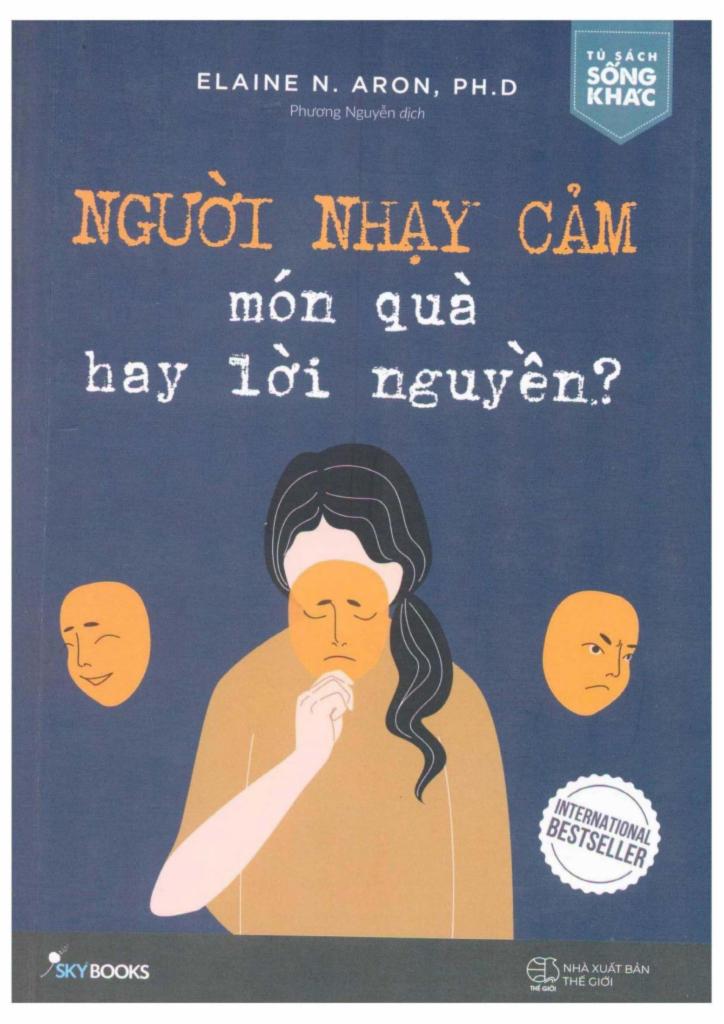 TỦ SÁCH
SỐNG
KHÁC
ELAINE N. ARON, PH.D
Phương Nguyễn dịch
NGƯỜI NHẠY CẢM
món quà
hay lời nguyền?
INTERNATIONAL
BESTSELLER
SKYBOOKS
THẾ GIỚI
NHÀ XUẤT BẢN
THẾ GIỚI